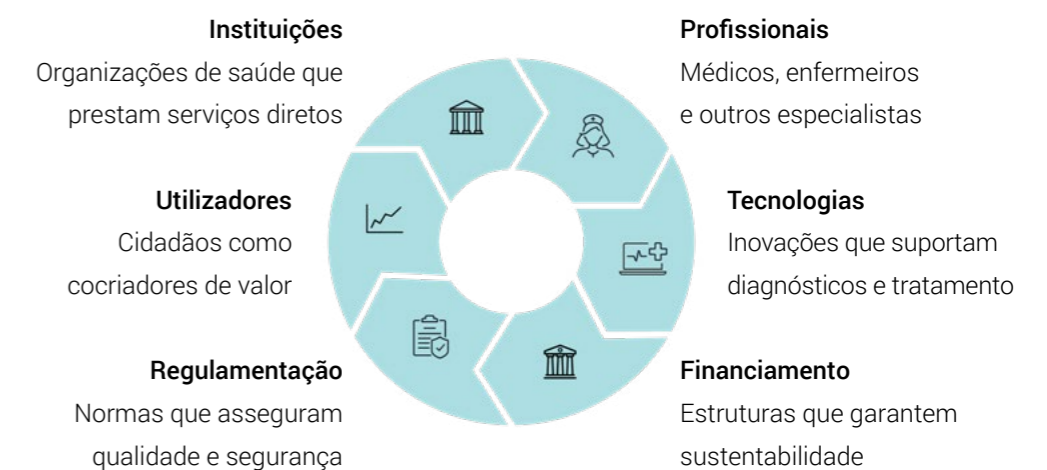 Instituições
Organizações de saúde que
prestam serviços diretos
Profissionais
Médicos, enfermeiros
e outros especialistas
Utilizadores
Cidadãos como
cocriadores de valor
Tecnologias
Inovações que suportam
diagnósticos e tratamento
Regulamentação
Normas que asseguram
qualidade e segurança
Financiamento
Estruturas que garantem
sustentabilidade